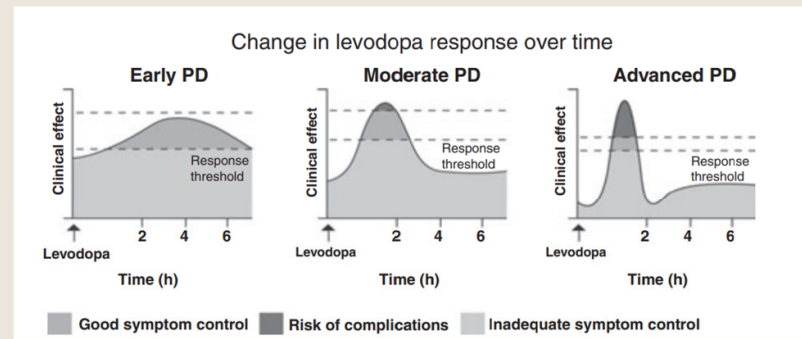 Change in levodopa response over time
Early PD
Moderate PD
Advanced PD
Clinical effect
Response
threshold
2 4 6
Levodopa
Time (h)
Clinical effect
Response
threshold
2 4 6
Levodopa
Time (h)
Clinical effect
Response
threshold
2 4 6
Levodopa
Time (h)
Good symptom control Risk of complications Inadequate symptom control